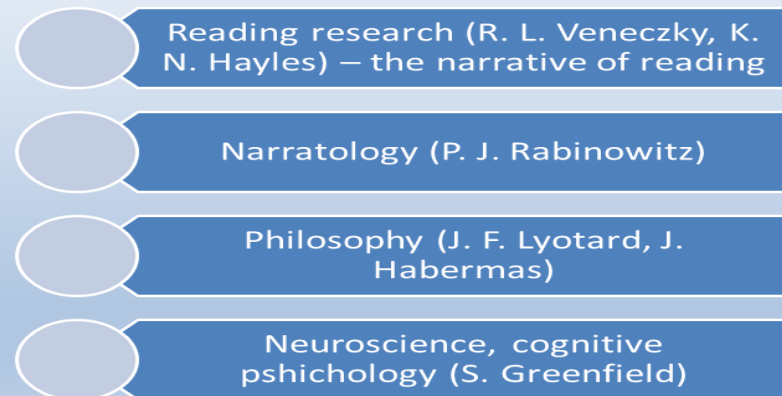 Reading research (R. L. Veneczky, K.
N. Hayles) – the narrative of reading
Narratology (P. J. Rabinowitz)
Philosophy (J. F. Lyotard, J.
Habermas)
Neuroscience, cognitive
pshichology (S. Greenfield)